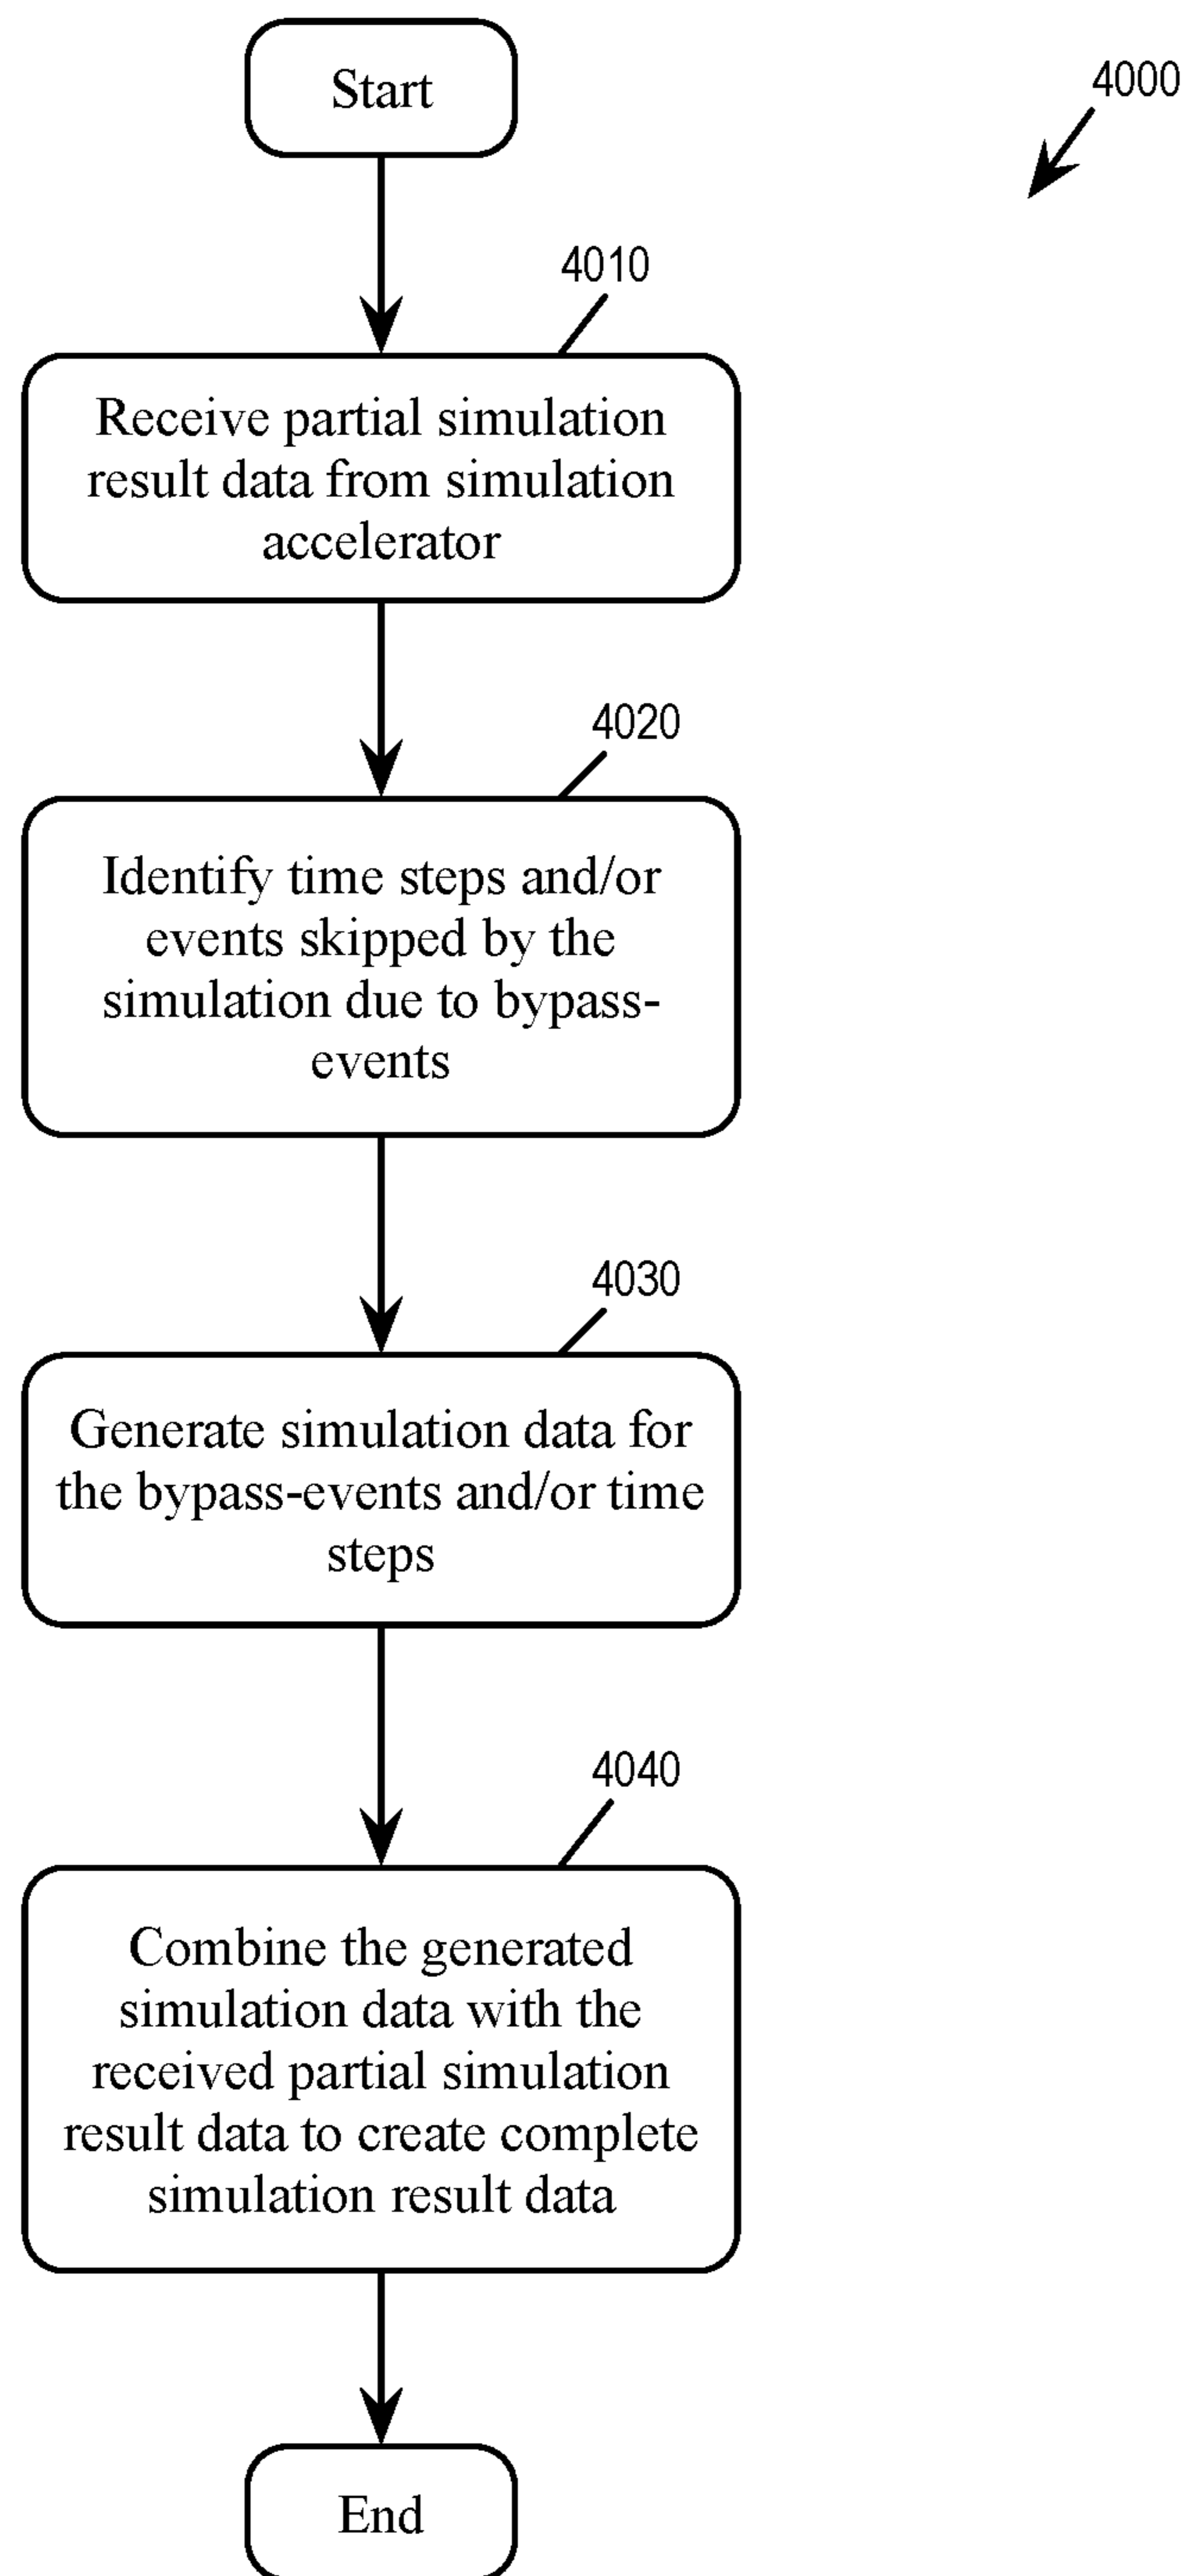 Start
4000
4010
Receive partial simulation
result data from simulation
accelerator
4020
Identify time steps and/or
events skipped by the
simulation due to bypass-
events
4030
Generate simulation data for
the bypass-events and/or time
steps
4040
Combine the generated
simulation data with the
received partial simulation
result data to create complete
simulation result data
End